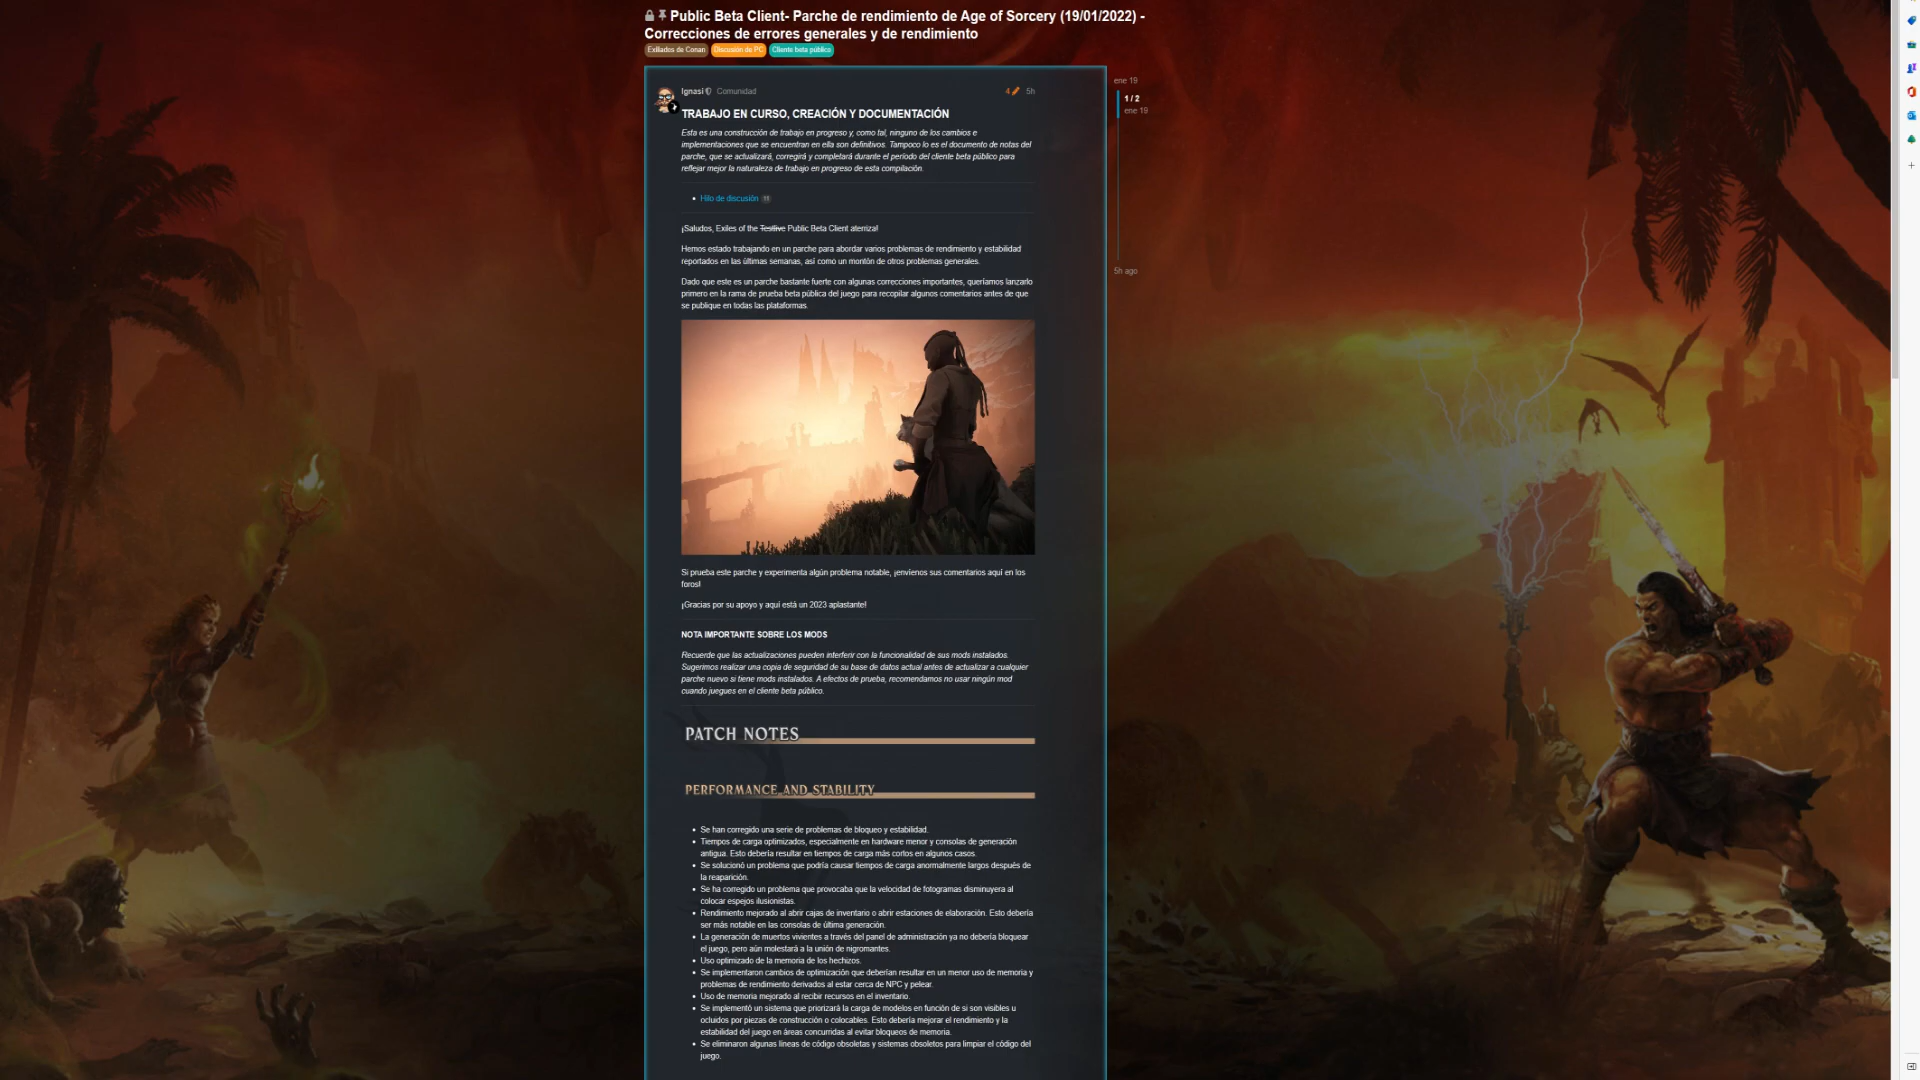 Public Beta Client- Parche de rendimiento de Age of Sorcery (19/01/2022) -
Correcciones de errores generales y de rendimiento
Exiliados de Conan Discusión de PC Cliente beta público
Ignasi Comunidad 4 5h
TRABAJO EN CURSO, CREACIÓN Y DOCUMENTACIÓN
Esta es una construcción de trabajo en progreso y, como tal, ninguno de los cambios e
implementaciones que se encuentran en ella son definitivos. Tampoco lo es el documento de notas del
parche, que se actualizará, corregirá y completará durante el período del cliente beta público para
reflejar mejor la naturaleza de trabajo en progreso de esta compilación.
Hilo de discusión 11
¡Saludos, Exiles of the Testlive Public Beta Client aterriza!
Hemos estado trabajando en un parche para abordar varios problemas de rendimiento y estabilidad
reportados en las últimas semanas, así como un montón de otros problemas generales.
Dado que este es un parche bastante fuerte con algunas correcciones importantes, queríamos lanzarlo
primero en la rama de prueba beta pública del juego para recopilar algunos comentarios antes de que
se publique en todas las plataformas.
Si prueba este parche y experimenta algún problema notable, ¡envíenos sus comentarios aquí en los
foros!
¡Gracias por su apoyo y aquí está un 2023 aplastante!
NOTA IMPORTANTE SOBRE LOS MODS
Recuerde que las actualizaciones pueden interferir con la funcionalidad de sus mods instalados.
Sugerimos realizar una copia de seguridad de su base de datos actual antes de actualizar a cualquier
parche nuevo si tiene mods instalados. A efectos de prueba, recomendamos no usar ningún mod
cuando juegues en el cliente beta público.
PATCH NOTES
PERFORMANCE AND STABILITY
Se han corregido una serie de problemas de bloqueo y estabilidad.
Tiempos de carga optimizados, especialmente en hardware menor y consolas de generación
antigua. Esto debería resultar en tiempos de carga más cortos en algunos casos.
Se solucionó un problema que podría causar tiempos de carga anormalmente largos después de
la reaparición.
Se ha corregido un problema que provocaba que la velocidad de fotogramas disminuyera al
colocar espejos ilusionistas.
Rendimiento mejorado al abrir cajas de inventario o abrir estaciones de elaboración. Esto debería
ser más notable en las consolas de última generación.
La generación de muertos vivientes a través del panel de administración ya no debería bloquear
el juego, pero aún molestará a la unión de nigromantes.
Uso optimizado de la memoria de los hechizos.
Se implementaron cambios de optimización que deberían resultar en un menor uso de memoria y
problemas de rendimiento derivados al estar cerca de NPC y pelear.
Uso de memoria mejorado al recibir recursos en el inventario.
Se implementó un sistema que priorizará la carga de modelos en función de si son visibles u
ocluidos por piezas de construcción o colocables. Esto debería mejorar el rendimiento y la
estabilidad del juego en áreas concurridas al evitar bloqueos de memoria.
Se eliminaron algunas líneas de código obsoletas y sistemas obsoletos para limpiar el código del
juego.
ene 19
1 / 2
ene 19
5h ago